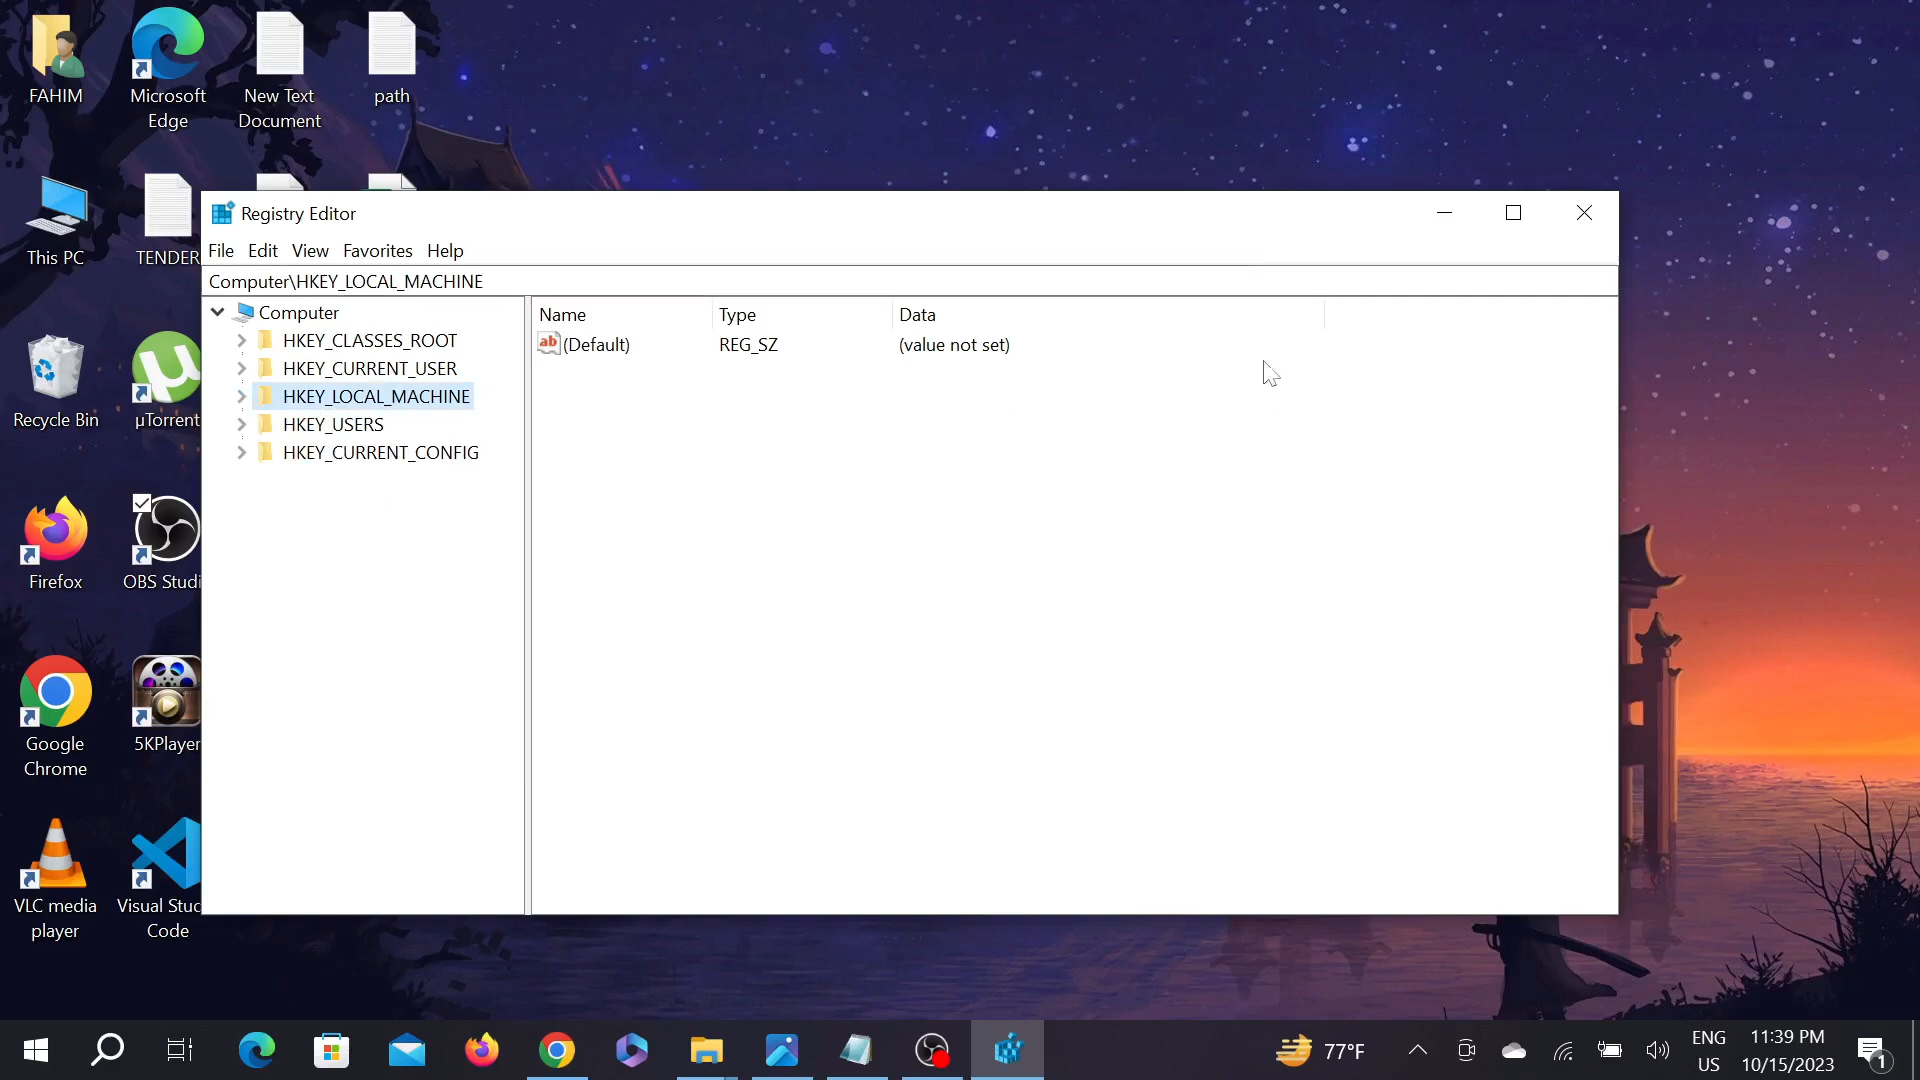 FAHIM
Microsoft
Edge
New Text
Document
path
This PC
TENDER
Recycle Bin
µTorrent
Firefox
OBS Studi
Google
Chrome
5KPlayer
VLC media
player
Visual Stuc
Code
Registry Editor
File Edit View Favorites Help
Computer\HKEY_LOCAL_MACHINE
Computer
HKEY_CLASSES_ROOT
HKEY_CURRENT_USER
HKEY_LOCAL_MACHINE
HKEY_USERS
HKEY_CURRENT_CONFIG
Name Type Data
ab (Default) REG_SZ (value not set)
77°F
ENG
US
11:39 PM
10/15/2023
1